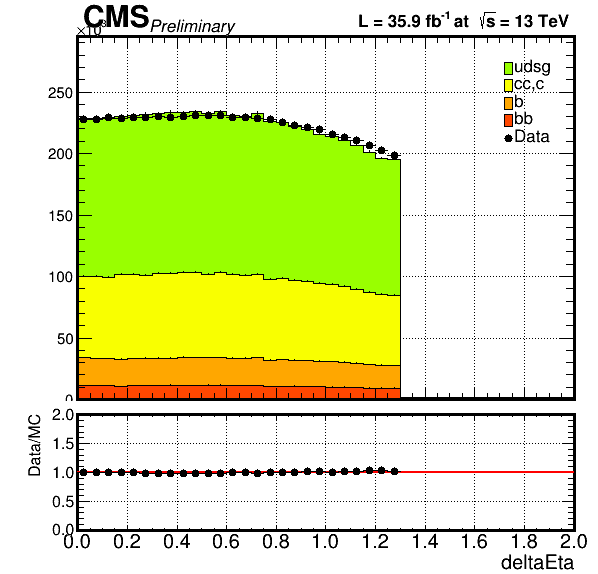 CMS Preliminary L = 35.9 fb⁻¹ at √s = 13 TeV
×10³
udsg
cc,c
b
bb
Data
250
200
150
100
50
0
Data/MC
2.0
1.5
1.0
0.5
0.0
0.0 0.2 0.4 0.6 0.8 1.0 1.2 1.4 1.6 1.8 2.0
deltaEta